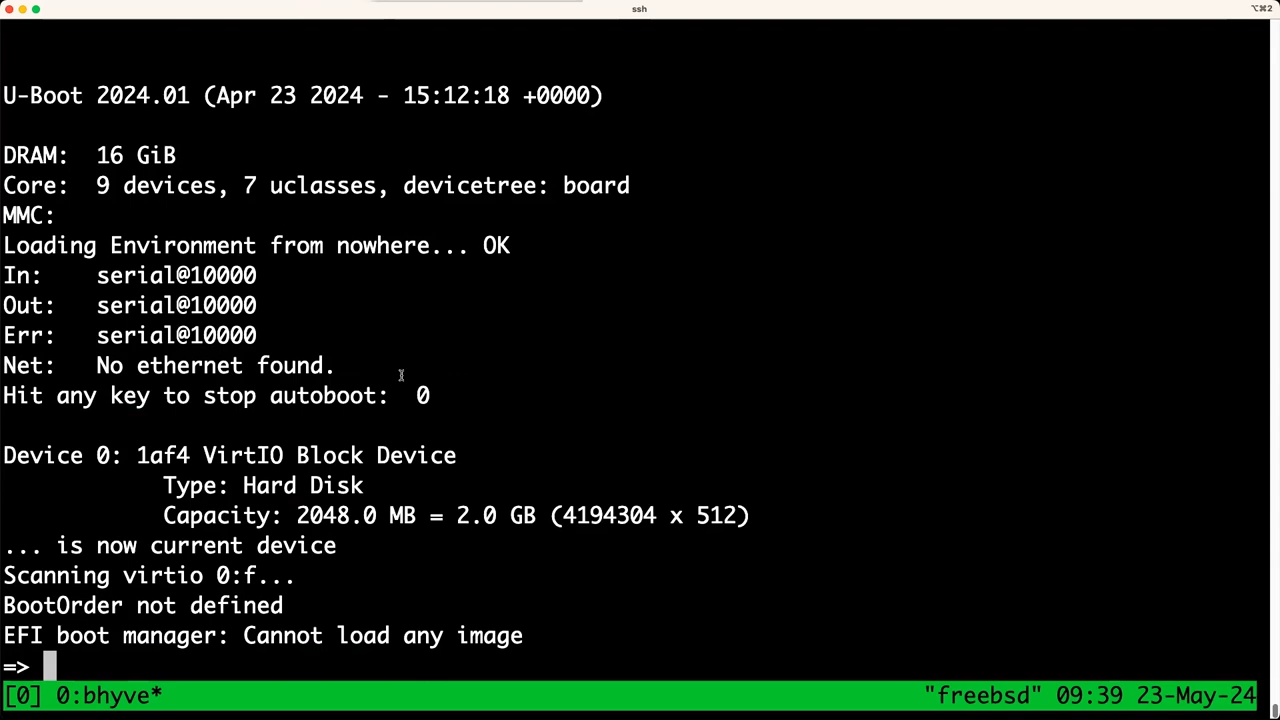 ssh
⌥⌘2
U-Boot 2024.01 (Apr 23 2024 - 15:12:18 +0000)
DRAM:  16 GiB
Core:  9 devices, 7 uclasses, devicetree: board
MMC:
Loading Environment from nowhere... OK
In:    serial@10000
Out:   serial@10000
Err:   serial@10000
Net:   No ethernet found.
Hit any key to stop autoboot:  0
Device 0: 1af4 VirtIO Block Device
            Type: Hard Disk
            Capacity: 2048.0 MB = 2.0 GB (4194304 x 512)
... is now current device
Scanning virtio 0:f...
BootOrder not defined
EFI boot manager: Cannot load any image
=>
[0] 0:bhyve* "freebsd" 09:39 23-May-24